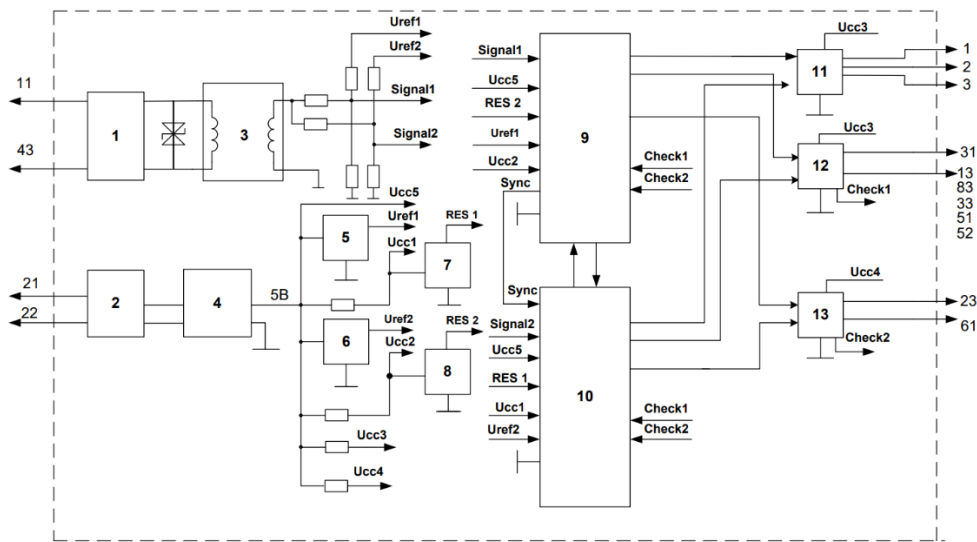 Uref1
Uref2
Signal1
Signal2
11
43
1
3
Ucc5
Uref1
RES 1
Ucc1
5
7
21
22
2
4
5В
Uref2
RES 2
Ucc2
6
8
Ucc3
Ucc4
Signal1
Ucc5
RES 2
Uref1
Ucc2
Sync
9
Check1
Check2
Sync
Signal2
Ucc5
RES 1
Ucc1
Uref2
10
Check1
Check2
Ucc3
11
1
2
3
Ucc3
12
Check1
31
13
83
33
51
52
Ucc4
13
Check2
23
61